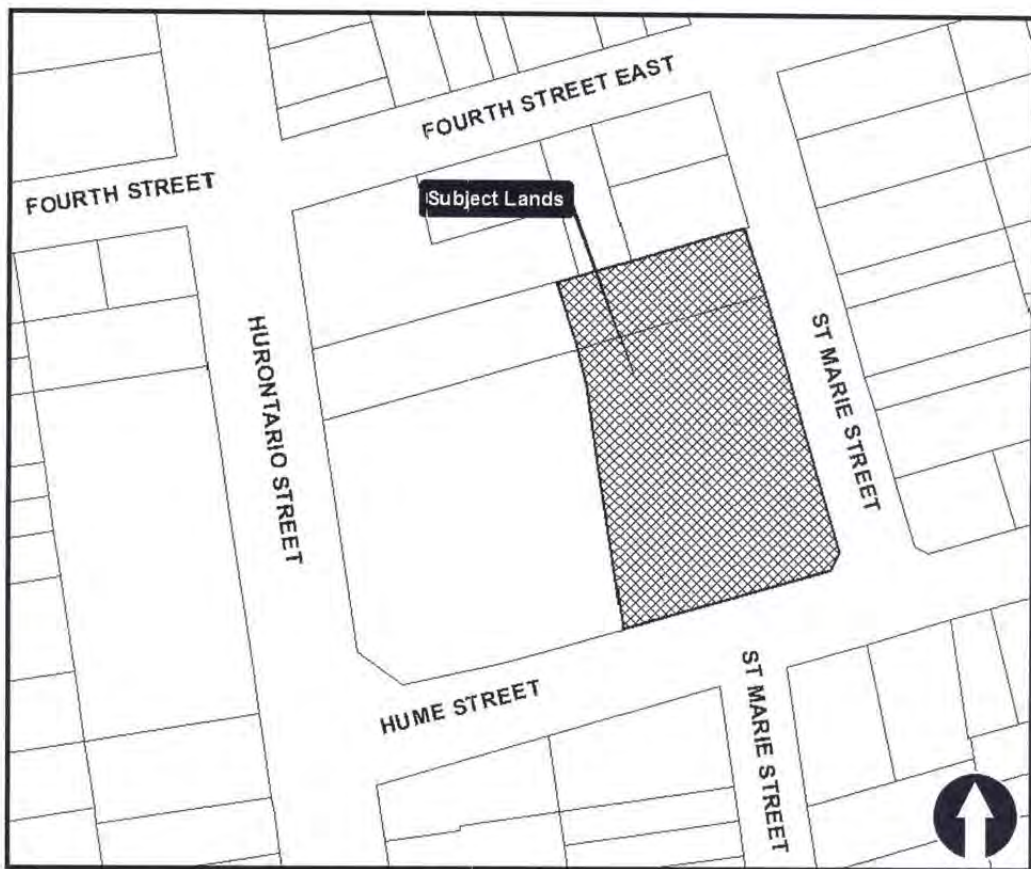 FOURTH STREET EAST
FOURTH STREET
Subject Lands
HURONTARIO STREET
ST MARIE STREET
HUME STREET
ST MARIE STREET